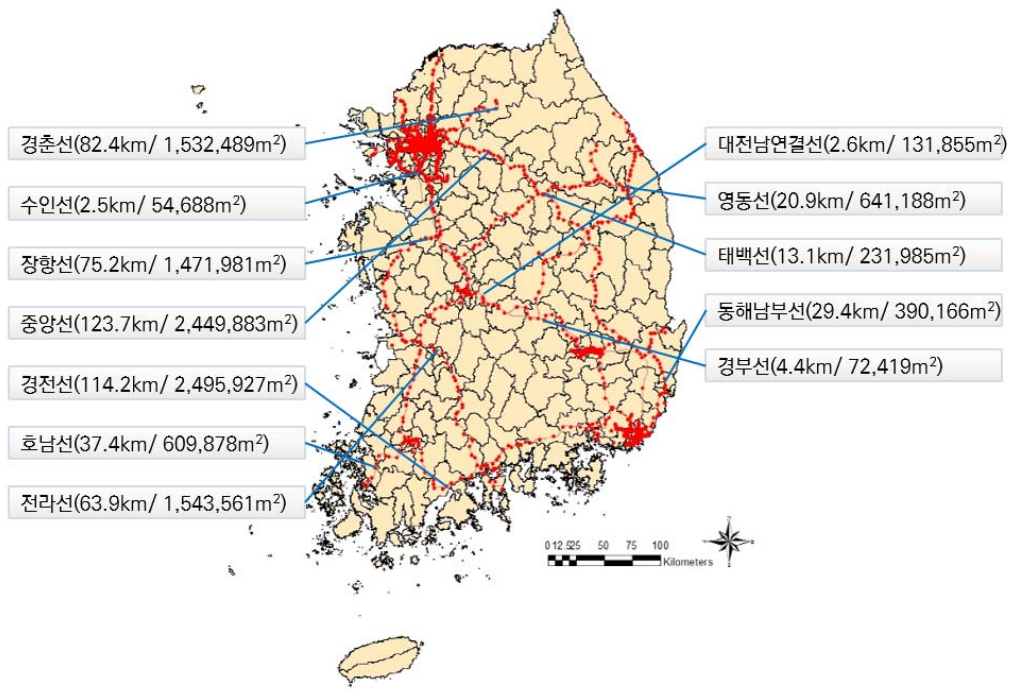 경춘선(82.4km/ 1,532,489m²)
수인선(2.5km/ 54,688m²)
장항선(75.2km/ 1,471,981m²)
중앙선(123.7km/ 2,449,883m²)
경전선(114.2km/ 2,495,927m²)
호남선(37.4km/ 609,878m²)
전라선(63.9km/ 1,543,561m²)
대전남연결선(2.6km/ 131,855m²)
영동선(20.9km/ 641,188m²)
태백선(13.1km/ 231,985m²)
동해남부선(29.4km/ 390,166m²)
경부선(4.4km/ 72,419m²)
0 12.525 50 75 100
Kilometers